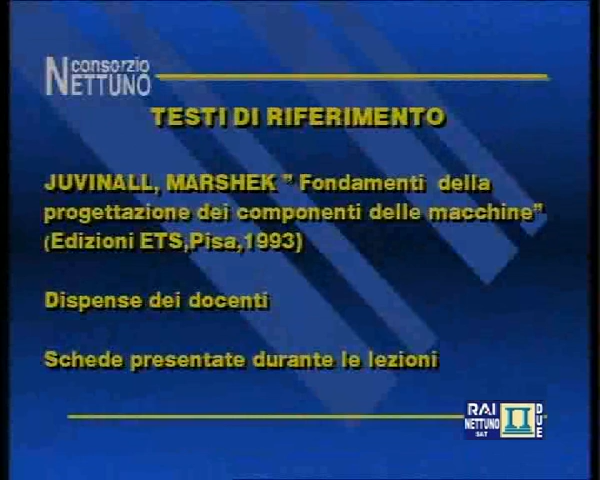 consorzio
NETTUNO
TESTI DI RIFERIMENTO
JUVINALL, MARSHEK " Fondamenti della
progettazione dei componenti delle macchine"
(Edizioni ETS,Pisa,1993)
Dispense dei docenti
Schede presentate durante le lezioni
RAI
NETTUNO
SAT
DUE